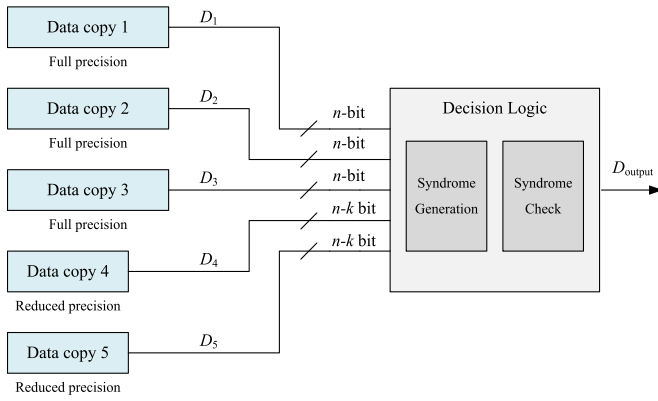 Data copy 1
D1
Full precision
Data copy 2
D2
Full precision
Data copy 3
D3
Full precision
Data copy 4
D4
Reduced precision
Data copy 5
D5
Reduced precision
n-bit
n-bit
n-bit
n-k bit
n-k bit
Decision Logic
Syndrome
Generation
Syndrome
Check
Doutput